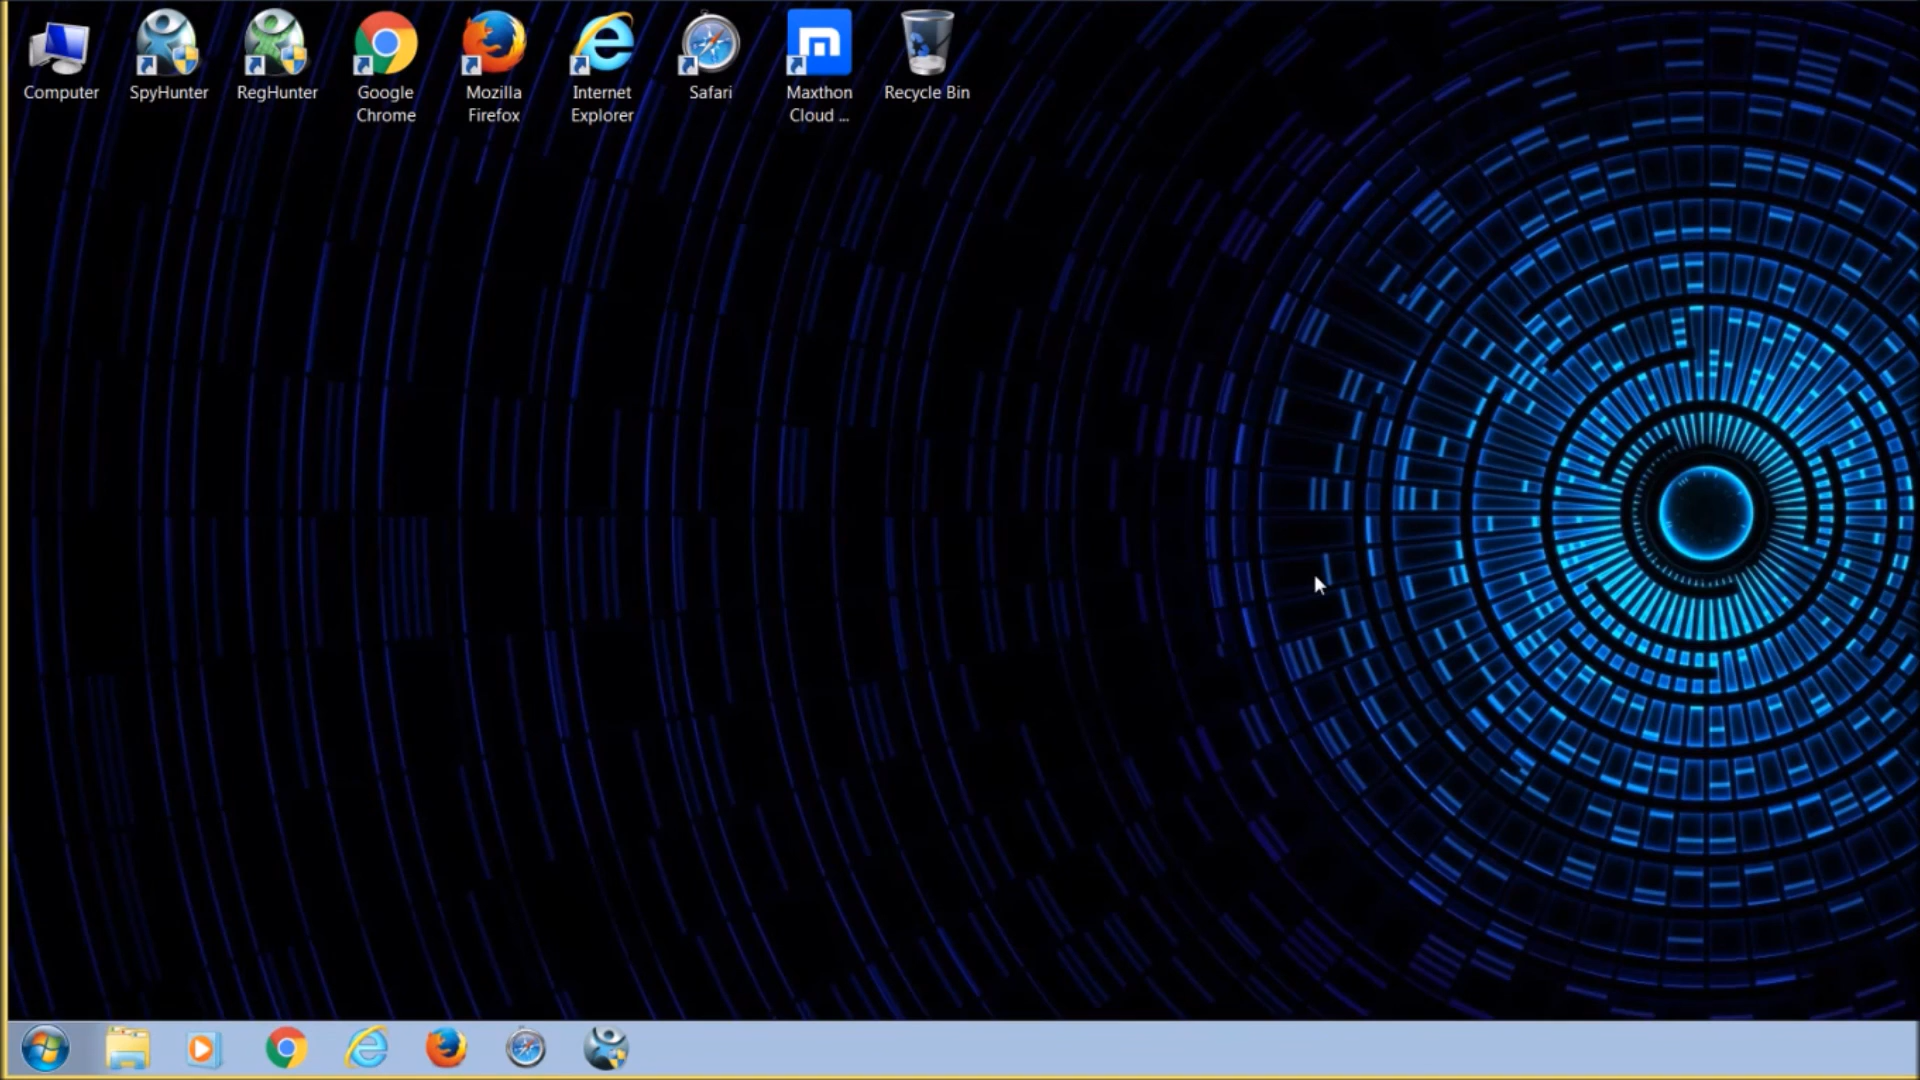 Computer
SpyHunter
RegHunter
Google
Chrome
Mozilla
Firefox
Internet
Explorer
Safari
Maxthon
Cloud ...
Recycle Bin